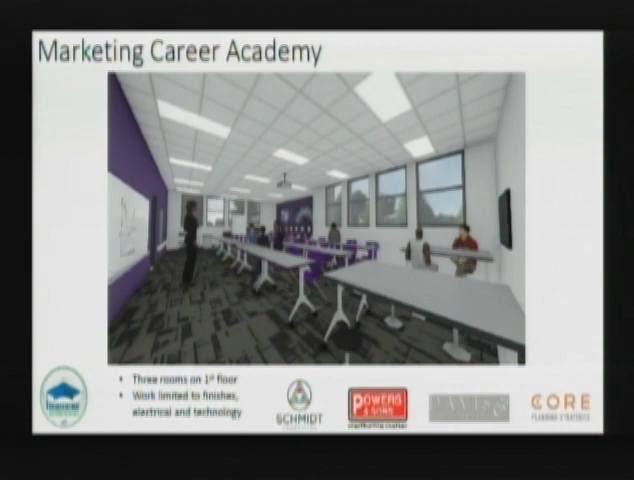 Marketing Career Academy
• Three rooms on 1st floor
• Work limited to finishes,
electrical and technology
SCHMIDT
POWERS
& SONS
CORE
PLANNING STRATEGIES